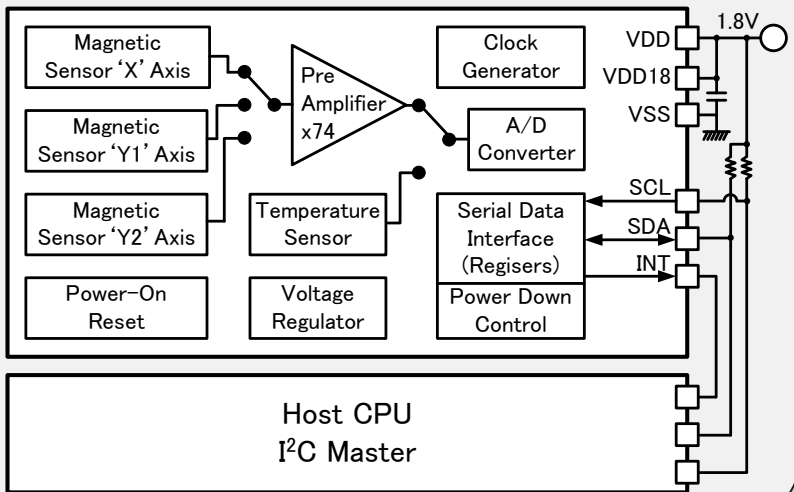 Magnetic
Sensor ‘X’ Axis
Magnetic
Sensor ‘Y1’ Axis
Magnetic
Sensor ‘Y2’ Axis
Power-On
Reset
Pre
Amplifier
x74
Temperature
Sensor
Voltage
Regulator
Clock
Generator
A/D
Converter
Serial Data
Interface
(Regisers)
Power Down
Control
1.8V
VDD
VDD18
VSS
SCL
SDA
INT
Host CPU
I²C Master